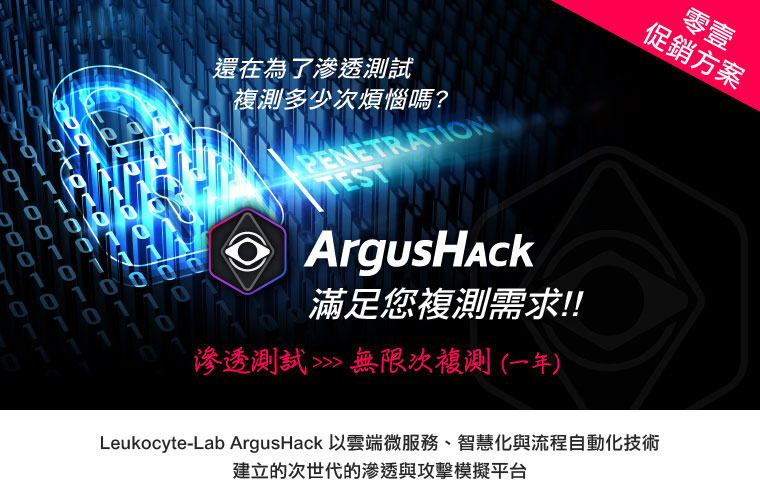 零壹
促銷方案
還在為了滲透測試
複測多少次煩惱嗎?
PENETRATION
TEST
ArgusHack
滿足您複測需求!!
滲透測試 >>> 無限次複測 (一年)
Leukocyte-Lab ArgusHack 以雲端微服務、智慧化與流程自動化技術
建立的次世代的滲透與攻擊模擬平台